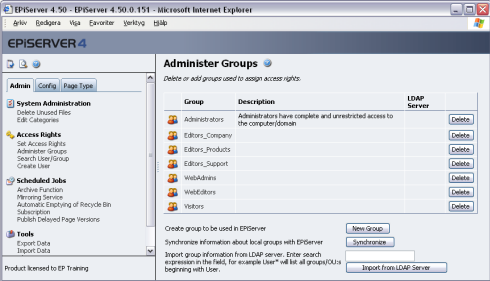 EPiServer 4.50 - EPiServer 4.50.0.151 - Microsoft Internet Explorer
Arkiv Redigera Visa Favoriter Verktyg Hjälp
EPiSERVER 4
Admin Config Page Type
System Administration
Delete Unused Files
Edit Categories
Access Rights
Set Access Rights
Administer Groups
Search User/Group
Create User
Scheduled Jobs
Archive Function
Mirroring Service
Automatic Emptying of Recycle Bin
Subscription
Publish Delayed Page Versions
Tools
Export Data
Import Data
Product licensed to EP Training
Administer Groups
Delete or add groups used to assign access rights.
Group Description LDAP Server
Administrators Administrators have complete and unrestricted access to the computer/domain Delete
Editors_Company Delete
Editors_Products Delete
Editors_Support Delete
WebAdmins Delete
WebEditors Delete
Visitors Delete
Create group to be used in EPiServer New Group
Synchronize information about local groups with EPiServer Synchronize
Import group information from LDAP server. Enter search
expression in the field, for example User* will list all groups/OU:s
beginning with User. Import from LDAP Server